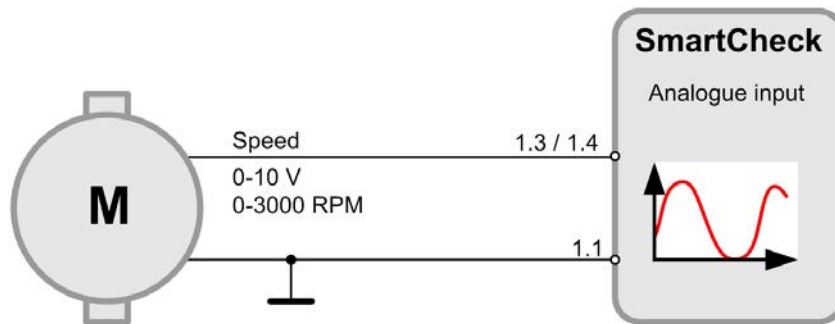 SmartCheck
Analogue input
M
Speed
0-10 V
0-3000 RPM
1.3 / 1.4
1.1